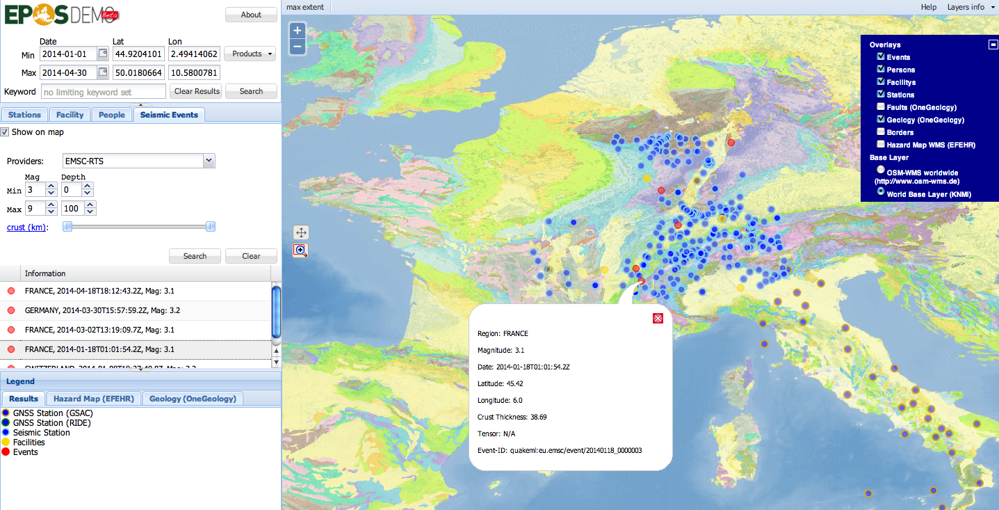 EPOS DEMO Beta
About
Date Lat Lon
Min 2014-01-01 44.9204101 2.49414062 Products
Max 2014-04-30 50.0180664 10.5800781
Keyword no limiting keyword set Clear Results Search
Stations Facility People Seismic Events
Show on map
Providers: EMSC-RTS
Mag Depth
Min 3 0
Max 9 100
crust (km):
Search Clear
Information
FRANCE, 2014-04-18T18:12:43.2Z, Mag: 3.1
GERMANY, 2014-03-30T15:57:59.2Z, Mag: 3.2
FRANCE, 2014-03-02T13:19:09.7Z, Mag: 3.1
FRANCE, 2014-01-18T01:01:54.2Z, Mag: 3.1
Legend
Results Hazard Map (EFEHR) Geology (OneGeology)
GNSS Station (GSAC)
GNSS Station (RIDE)
Seismic Station
Facilities
Events
max extent
Help Layers info
Overlays
Events
Persons
Facilitys
Stations
Faults (OneGeology)
Geology (OneGeology)
Borders
Hazard Map WMS (EFEHR)
Base Layer
OSM-WMS worldwide
(http://www.osm-wms.de)
World Base Layer (KNMI)
Region: FRANCE
Magnitude: 3.1
Date: 2014-01-18T01:01:54.2Z
Latitude: 45.42
Longitude: 6.0
Crust Thickness: 38.69
Tensor: N/A
Event-ID: quakeml:eu.emsc/event/20140118_0000003